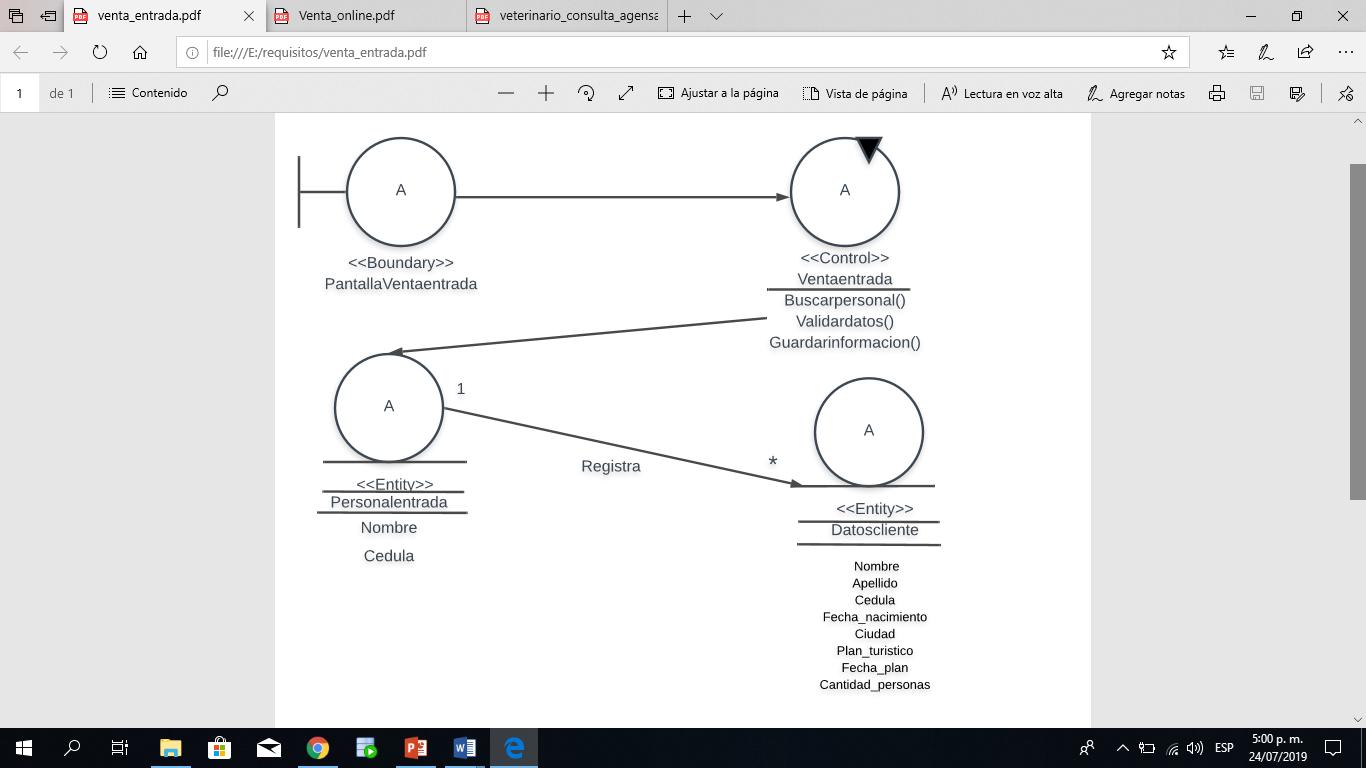 venta_entrada.pdf
Venta_online.pdf
veterinario_consulta_agensa
file:///E:/requisitos/venta_entrada.pdf
1 de 1 Contenido Ajustar a la página Vista de página Lectura en voz alta Agregar notas
A
A
<<Boundary>>
PantallaVentaentrada
<<Control>>
Ventaentrada
Buscarpersonal()
Validardatos()
Guardarinformacion()
A
1
Registra
*
A
<<Entity>>
Personalentrada
Nombre
Cedula
<<Entity>>
Datoscliente
Nombre
Apellido
Cedula
Fecha_nacimiento
Ciudad
Plan_turistico
Fecha_plan
Cantidad_personas
ESP
5:00 p. m.
24/07/2019